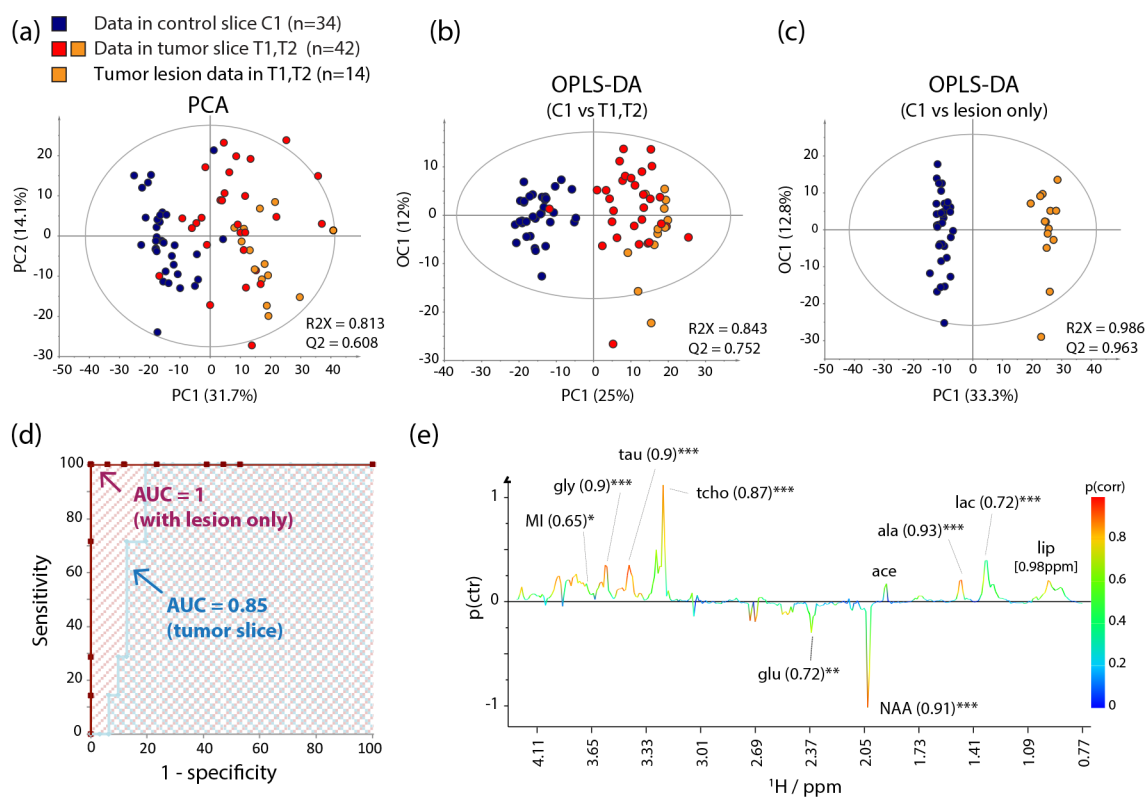 (a)
Data in control slice C1 (n=34)
Data in tumor slice T1,T2 (n=42)
Tumor lesion data in T1,T2 (n=14)
PCA
PC2 (14.1%)
20
10
0
-10
-20
-30
-50 -40 -30 -20 -10 0 10 20 30 40 50
PC1 (31.7%)
R2X = 0.813
Q2 = 0.608
(b)
OPLS-DA
(C1 vs T1,T2)
OC1 (12%)
20
10
0
-10
-20
-30
-40 -30 -20 -10 0 10 20 30 40
PC1 (25%)
R2X = 0.843
Q2 = 0.752
(c)
OPLS-DA
(C1 vs lesion only)
OC1 (12.8%)
30
20
10
0
-10
-20
-30
-50 -40 -30 -20 -10 0 10 20 30 40 50
PC1 (33.3%)
R2X = 0.986
Q2 = 0.963
(d)
Sensitivity
100
80
60
40
20
0
0 20 40 60 80 100
1 - specificity
AUC = 1
(with lesion only)
AUC = 0.85
(tumor slice)
(e)
p(ctr)
1
0
-1
MI (0.65)*
gly (0.9)***
tau (0.9)***
tcho (0.87)***
glu (0.72)**
NAA (0.91)***
ace
ala (0.93)***
lac (0.72)***
lip
[0.98ppm]
p(corr)
0.8
0.6
0.4
0.2
0
4.11 3.65 3.33 3.01 2.69 2.37 2.05 1.73 1.41 1.09 0.77
¹H / ppm